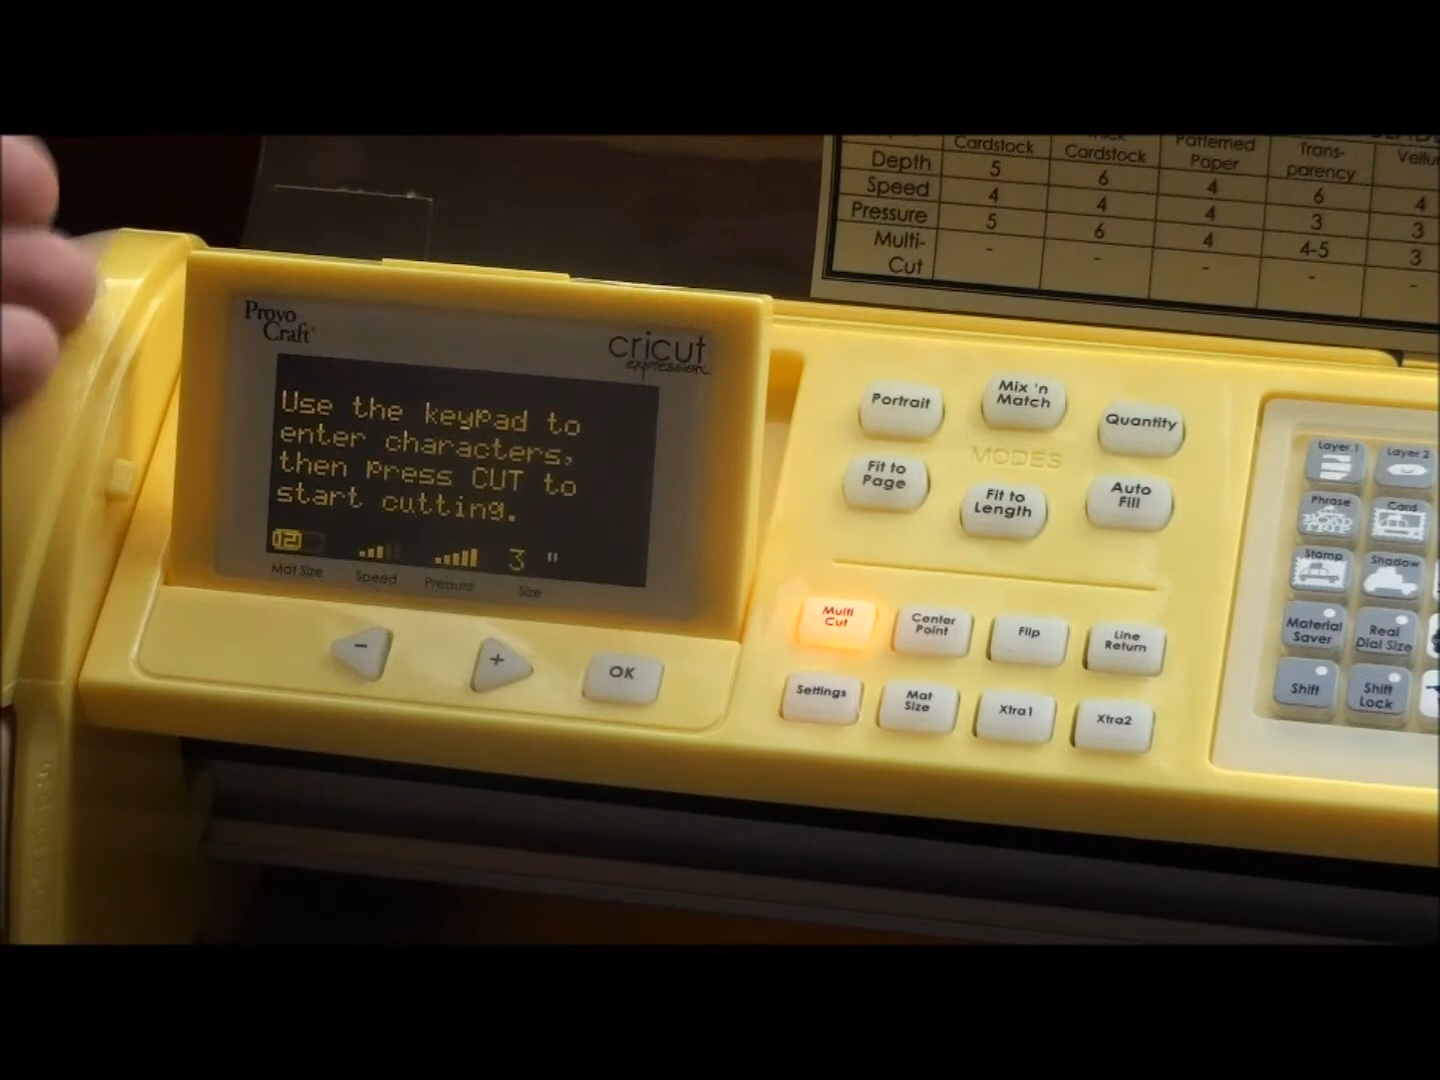 Cardstock
Cardstock
Patterned
Paper
Trans-
parency
Depth
5
6
4
6
4
Speed
4
4
4
3
3
Pressure
5
6
4
4-5
3
Multi-
Cut
-
-
-
-
-
Provo
Craft
cricut
expression
Use the keypad to
enter characters,
then press CUT to
start cutting.
12
3 "
Mat Size
Speed
Pressure
Size
-
+
OK
Portrait
Mix 'n
Match
Quantity
MODES
Fit to
Page
Fit to
Length
Auto
Fill
Multi
Cut
Center
Point
Flip
Line
Return
Settings
Mat
Size
Xtra1
Xtra2
Layer 1
Layer 2
Phrase
Card
Stamp
Shadow
Material
Saver
Real
Dial Size
Shift
Shift
Lock